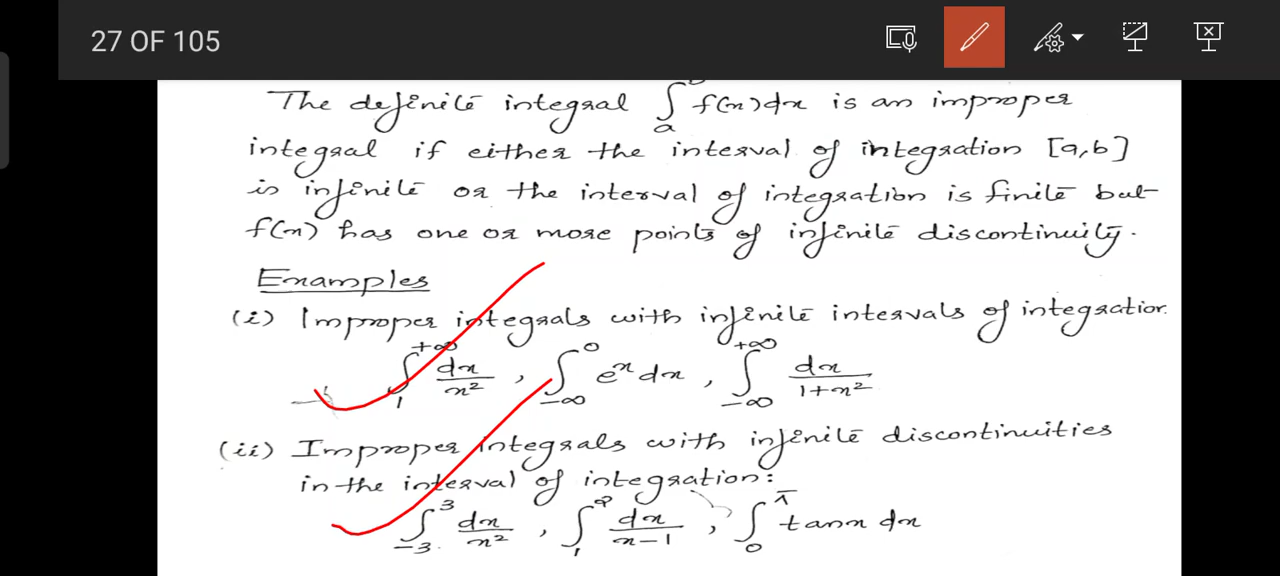 27 OF 105
The definite integral ∫ₐᵇ f(x)dx is an improper
integral if either the interval of integration [a,b]
is infinite or the interval of integration is finite but
f(x) has one or more points of infinite discontinuity.
Examples
(i) Improper integrals with infinite intervals of integration.
∫₁^{+∞} dx/x², ∫_{-∞}^{0} eˣ dx, ∫_{-∞}^{+∞} dx/(1+x²)
(ii) Improper integrals with infinite discontinuities
in the interval of integration:
∫_{-3}^{3} dx/x², ∫₁² dx/(x-1), ∫₀^{π} tanx dx